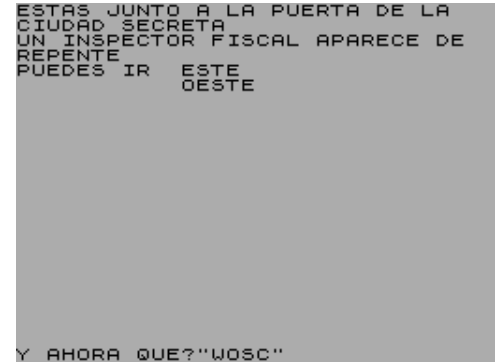 ESTAS JUNTO A LA PUERTA DE LA
CIUDAD SECRETA
UN INSPECTOR FISCAL APARECE DE
REPENTE
PUEDES IR ESTE
OESTE
Y AHORA QUE?"WOSC"